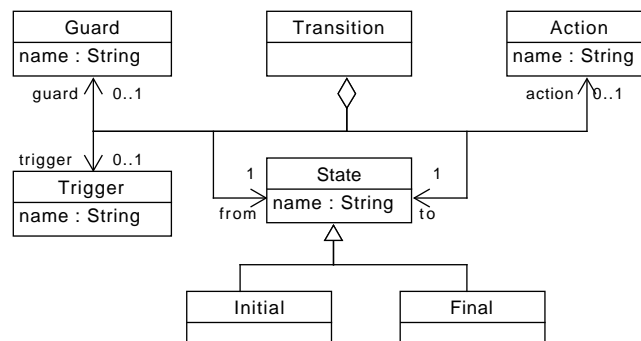 Guard
Transition
Action
name : String
name : String
guard
0..1
action
0..1
trigger
0..1
Trigger
name : String
1
State
1
from
name : String
to
Initial
Final